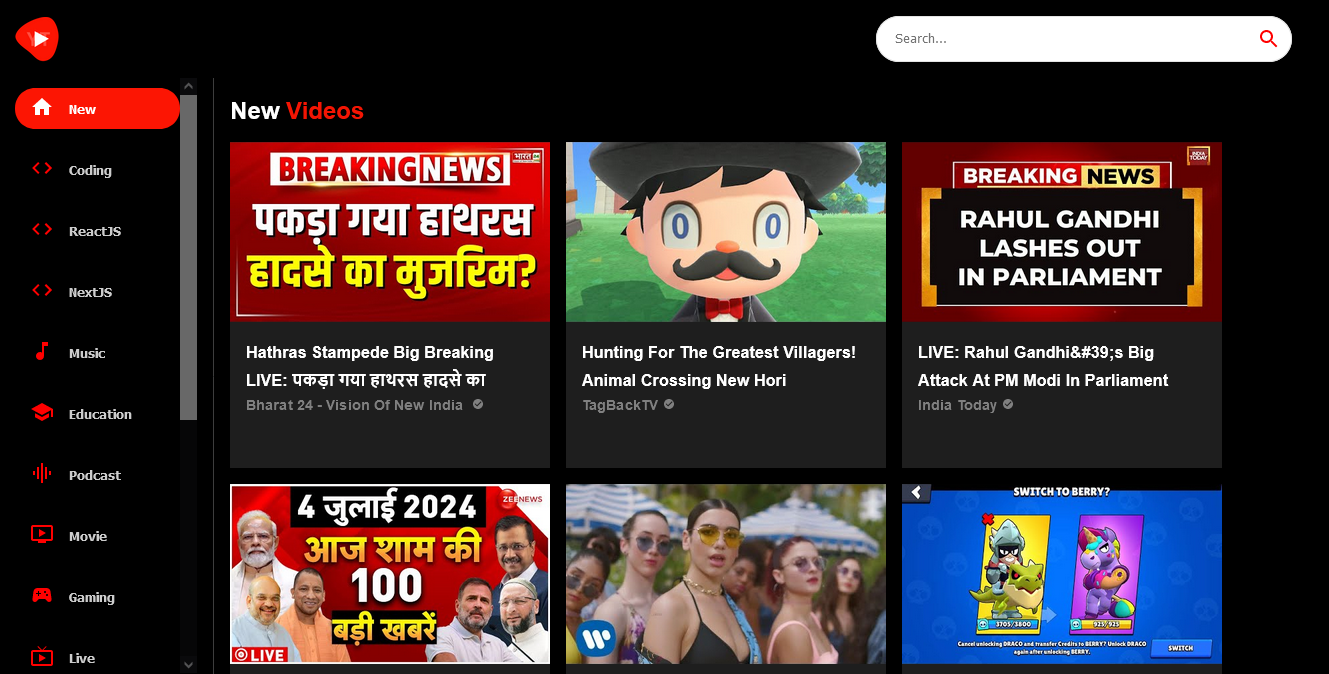 Search...
New
Coding
ReactJS
NextJS
Music
Education
Podcast
Movie
Gaming
Live
New Videos
BREAKING NEWS
भारत 24
पकड़ा गया हाथरस
हादसे का मुजरिम?
Hathras Stampede Big Breaking
LIVE: पकड़ा गया हाथरस हादसे का
Bharat 24 - Vision Of New India
Hunting For The Greatest Villagers!
Animal Crossing New Hori
TagBackTV
INDIA
TODAY
BREAKING NEWS
RAHUL GANDHI
LASHES OUT
IN PARLIAMENT
LIVE: Rahul Gandhi&#39;s Big
Attack At PM Modi In Parliament
India Today
4 जुलाई 2024
ZEE NEWS
आज शाम की
100
बड़ी खबरें
LIVE
SWITCH TO BERRY?
3705/3800
925/925
Cancel unlocking DRACO and transfer Credits to BERRY? Unlock DRACO
again after unlocking BERRY.
SWITCH